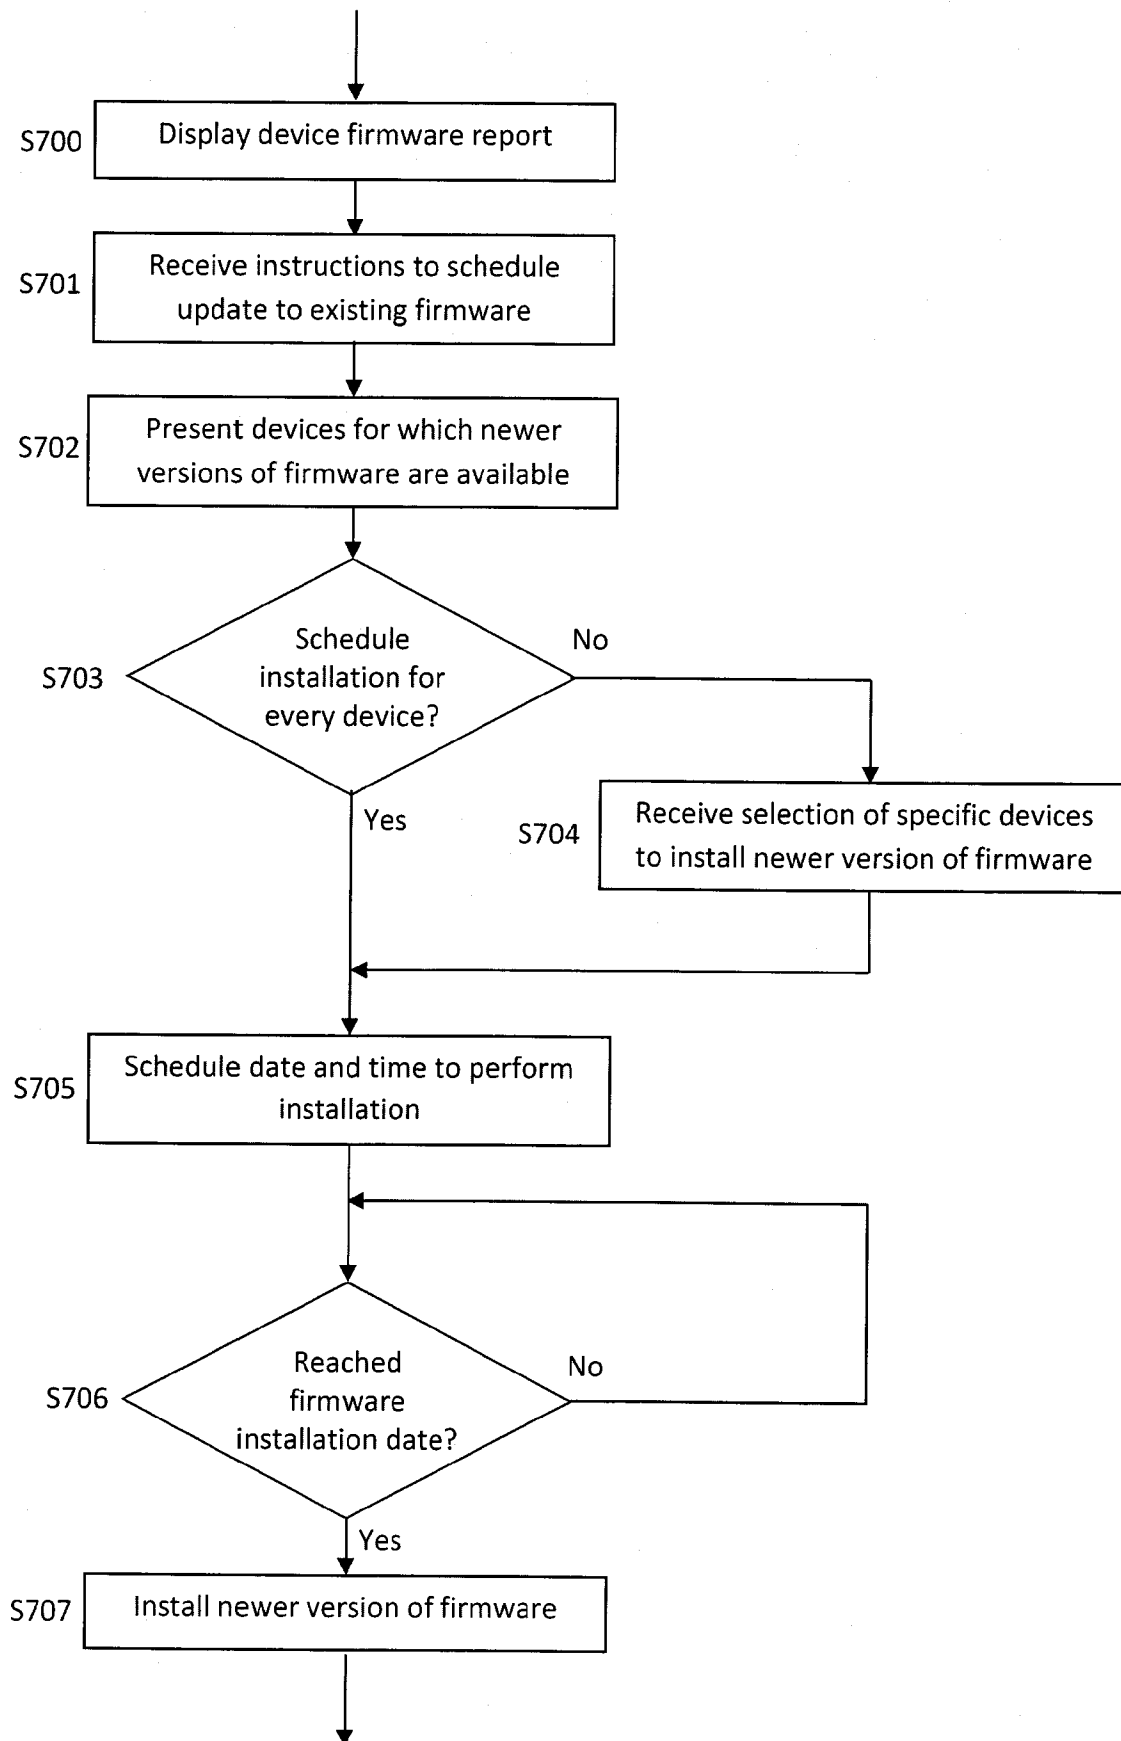 S700
Display device firmware report
S701
Receive instructions to schedule
update to existing firmware
S702
Present devices for which newer
versions of firmware are available
S703
Schedule
installation for
every device?
No
Yes
S704
Receive selection of specific devices
to install newer version of firmware
S705
Schedule date and time to perform
installation
S706
Reached
firmware
installation date?
No
Yes
S707
Install newer version of firmware